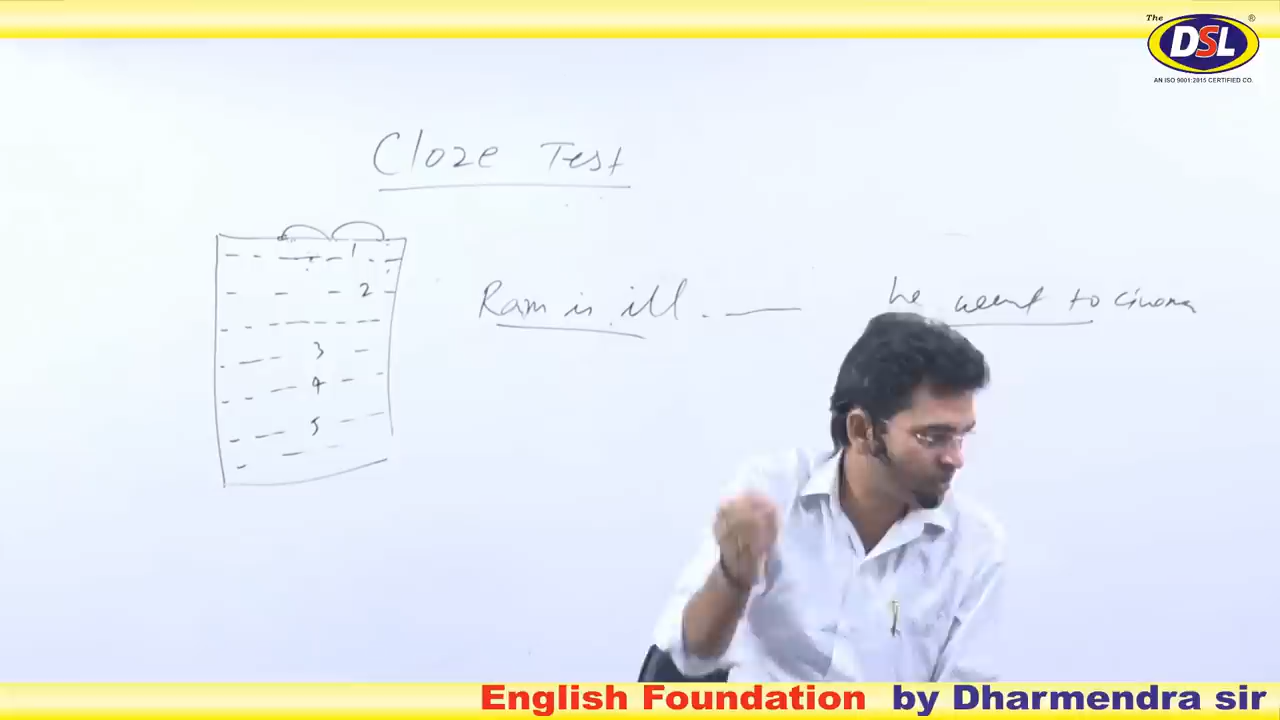 The
®
DSL
AN ISO 9001:2015 CERTIFIED CO.
Cloze Test
1
2
3
4
5
Ram is ill. he went to cinema
English Foundation by Dharmendra sir